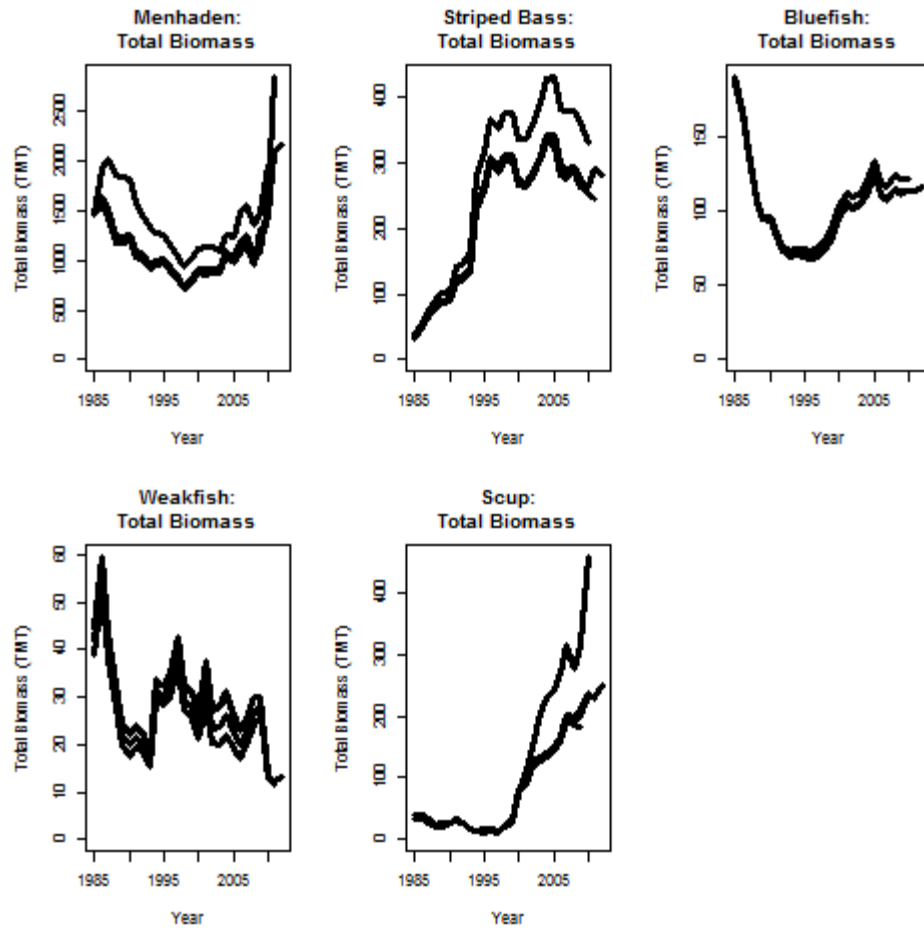 Menhaden:
Total Biomass
Total Biomass (TMT)
2500
2000
1500
1000
500
0
1985 1995 2005
Year
Striped Bass:
Total Biomass
Total Biomass (TMT)
400
300
200
100
0
1985 1995 2005
Year
Bluefish:
Total Biomass
Total Biomass (TMT)
150
100
50
0
1985 1995 2005
Year
Weakfish:
Total Biomass
Total Biomass (TMT)
60
50
40
30
20
10
0
1985 1995 2005
Year
Scup:
Total Biomass
Total Biomass (TMT)
400
300
200
100
0
1985 1995 2005
Year